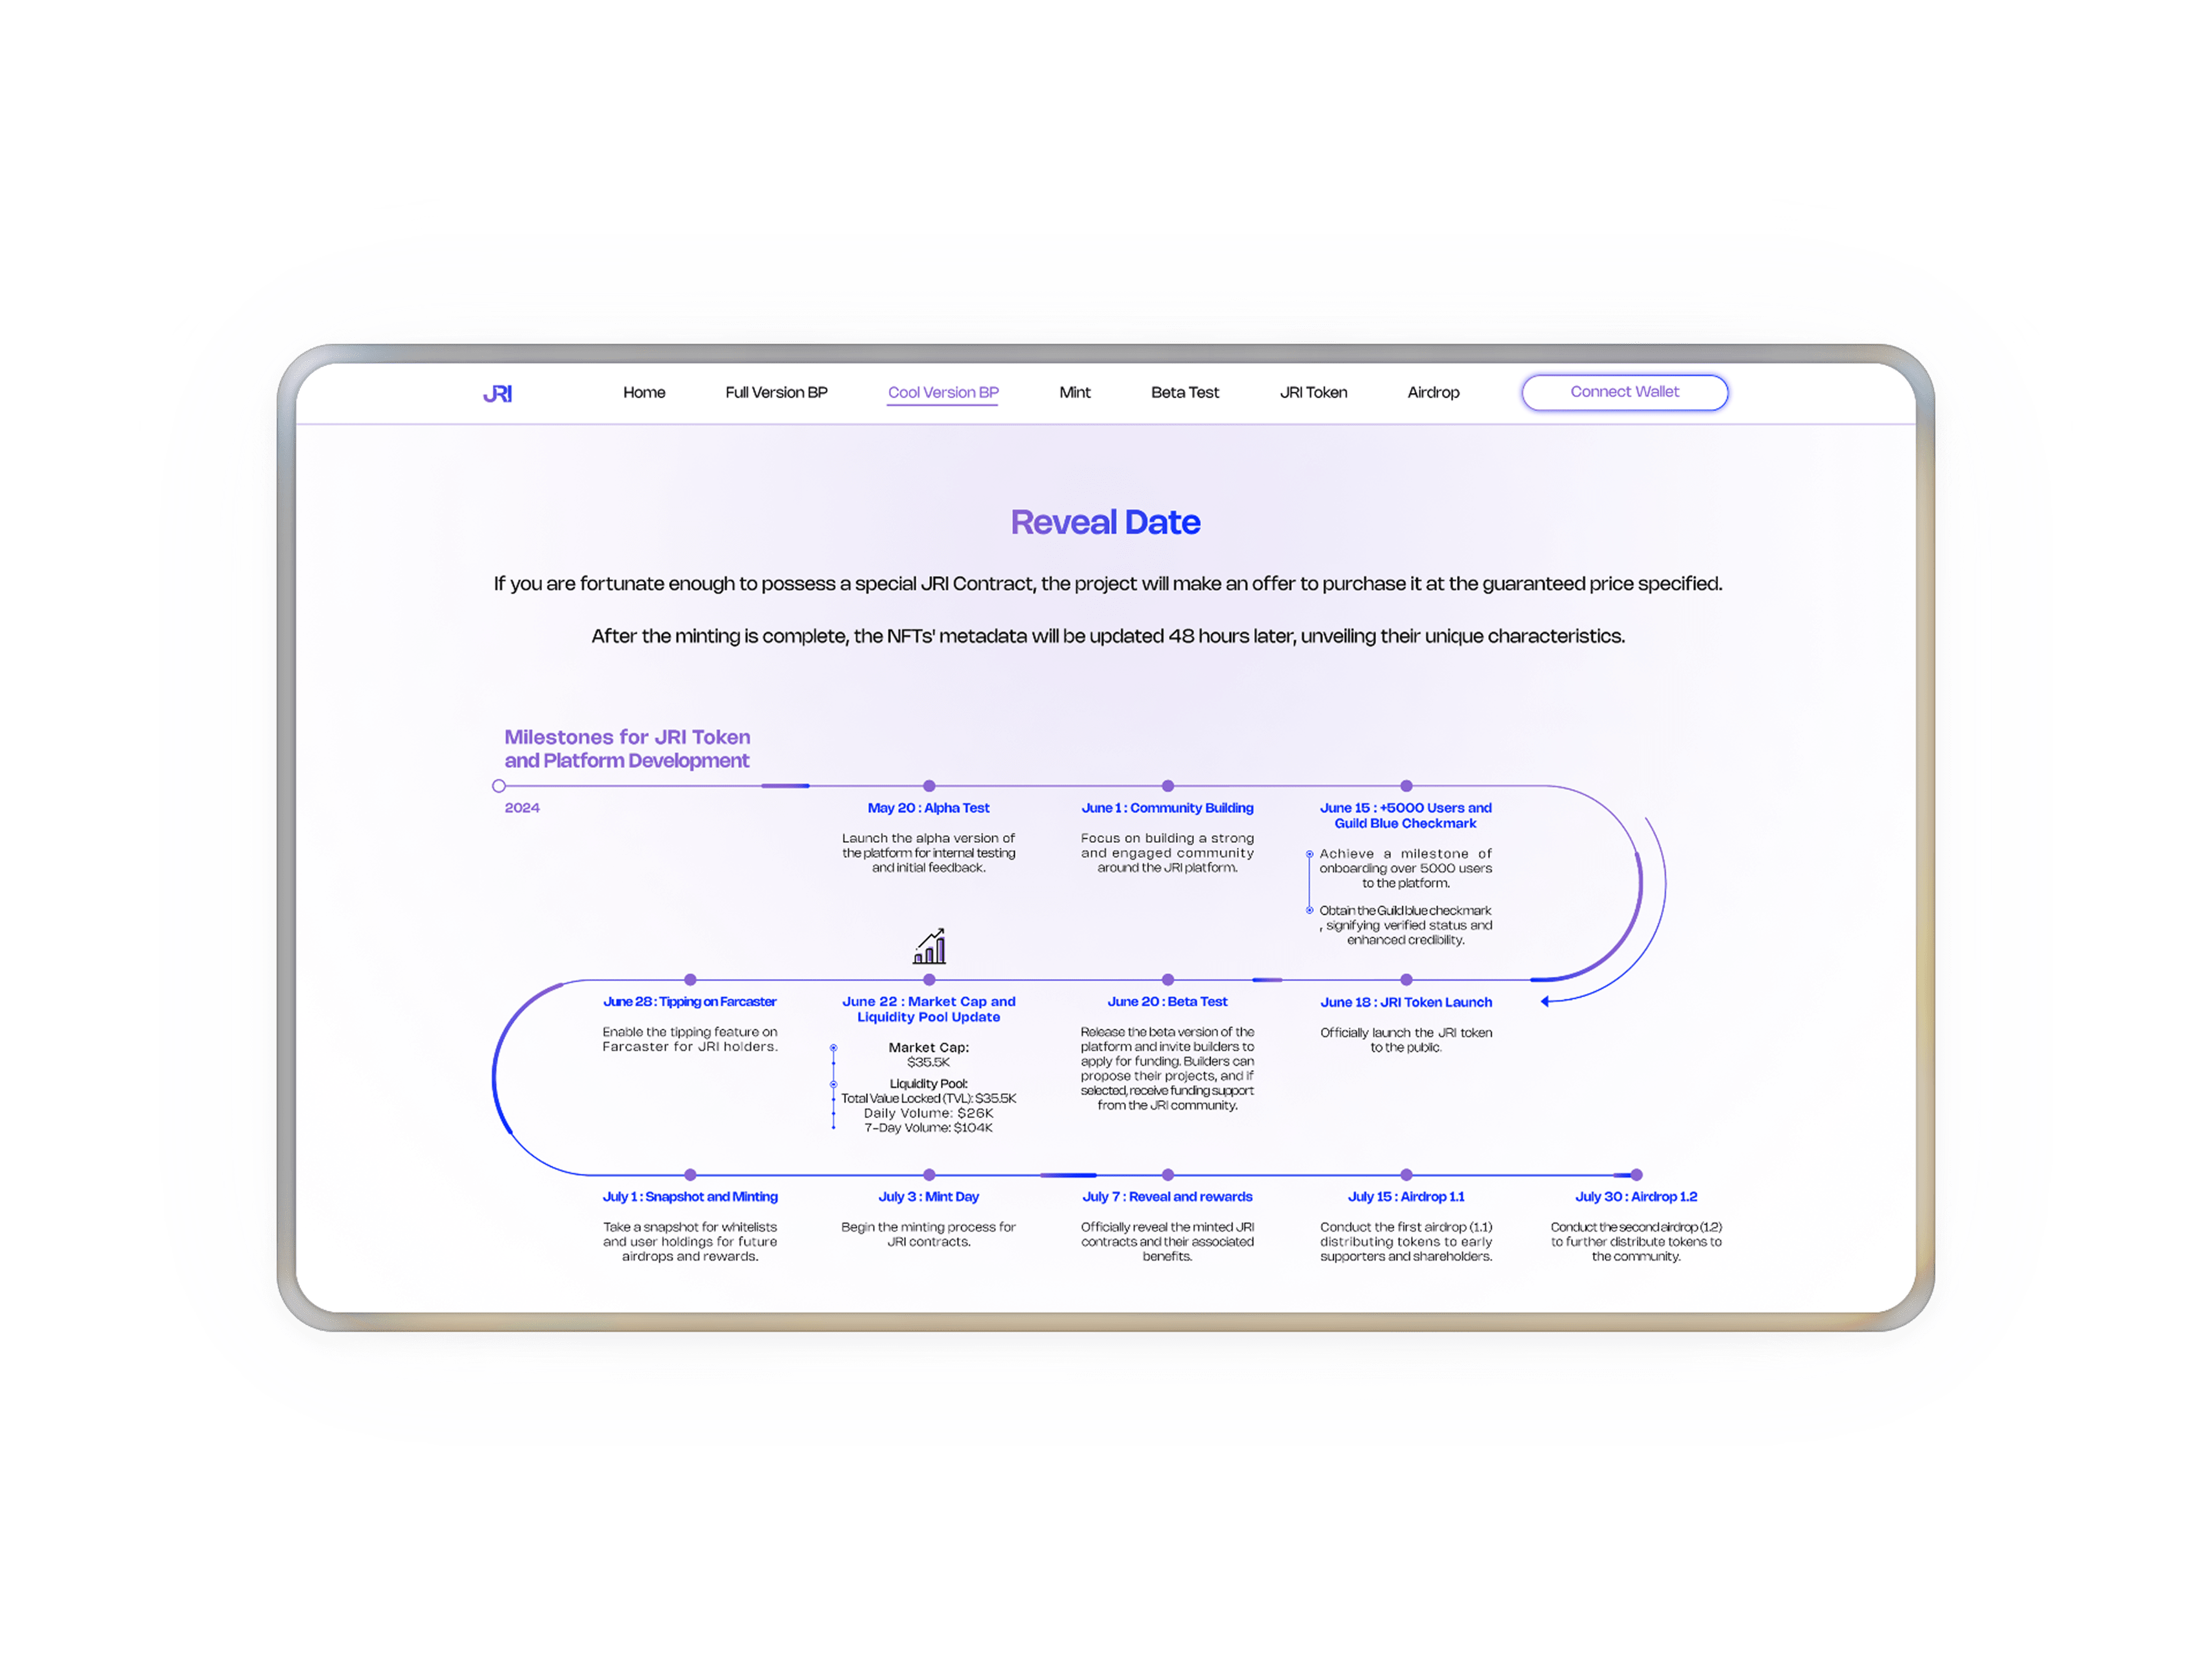 JRI
Home
Full Version BP
Cool Version BP
Mint
Beta Test
JRI Token
Airdrop
Connect Wallet
Reveal Date
If you are fortunate enough to possess a special JRI Contract, the project will make an offer to purchase it at the guaranteed price specified.
After the minting is complete, the NFTs' metadata will be updated 48 hours later, unveiling their unique characteristics.
Milestones for JRI Token
and Platform Development
2024
May 20 : Alpha Test
Launch the alpha version of
the platform for internal testing
and initial feedback.
June 1 : Community Building
Focus on building a strong
and engaged community
around the JRI platform.
June 15 : +5000 Users and
Guild Blue Checkmark
Achieve a milestone of
onboarding over 5000 users
to the platform.
Obtain the Guild blue checkmark
, signifying verified status and
enhanced credibility.
June 18 : JRI Token Launch
Officially launch the JRI token
to the public.
June 20 : Beta Test
Release the beta version of the
platform and invite builders to
apply for funding. Builders can
propose their projects, and if
selected, receive funding support
from the JRI community.
June 22 : Market Cap and
Liquidity Pool Update
Market Cap:
$35.5K
Liquidity Pool:
Total Value Locked (TVL): $35.5K
Daily Volume: $26K
7-Day Volume: $104K
June 28 : Tipping on Farcaster
Enable the tipping feature on
Farcaster for JRI holders.
July 1 : Snapshot and Minting
Take a snapshot for whitelists
and user holdings for future
airdrops and rewards.
July 3 : Mint Day
Begin the minting process for
JRI contracts.
July 7 : Reveal and rewards
Officially reveal the minted JRI
contracts and their associated
benefits.
July 15 : Airdrop 1.1
Conduct the first airdrop (1.1)
distributing tokens to early
supporters and shareholders.
July 30 : Airdrop 1.2
Conduct the second airdrop (1.2)
to further distribute tokens to
the community.